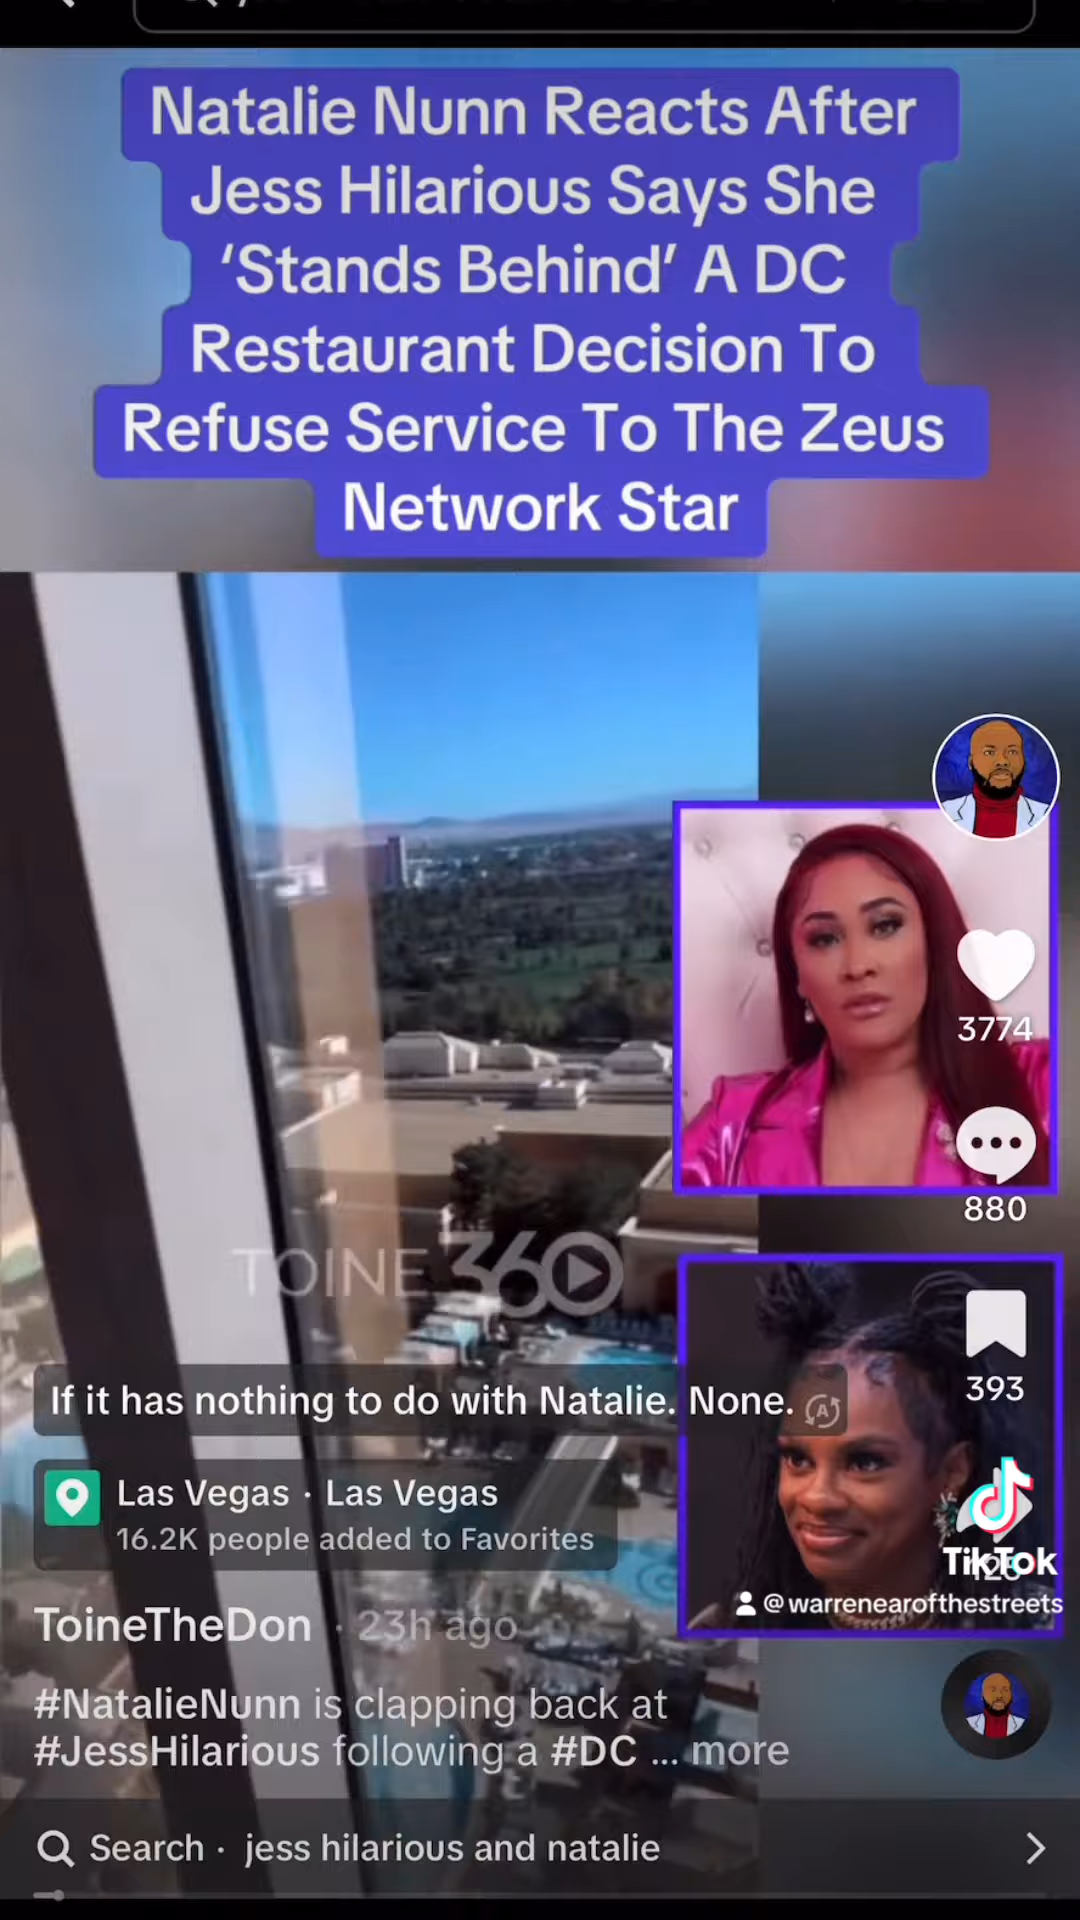 Natalie Nunn Reacts After
Jess Hilarious Says She
‘Stands Behind’ A DC
Restaurant Decision To
Refuse Service To The Zeus
Network Star
3774
880
TOINE 360
If it has nothing to do with Natalie. None.
393
Las Vegas · Las Vegas
16.2K people added to Favorites
TikTok
@warrenearofthestreets
ToineTheDon · 23h ago
#NatalieNunn is clapping back at
#JessHilarious following a #DC ... more
Search · jess hilarious and natalie